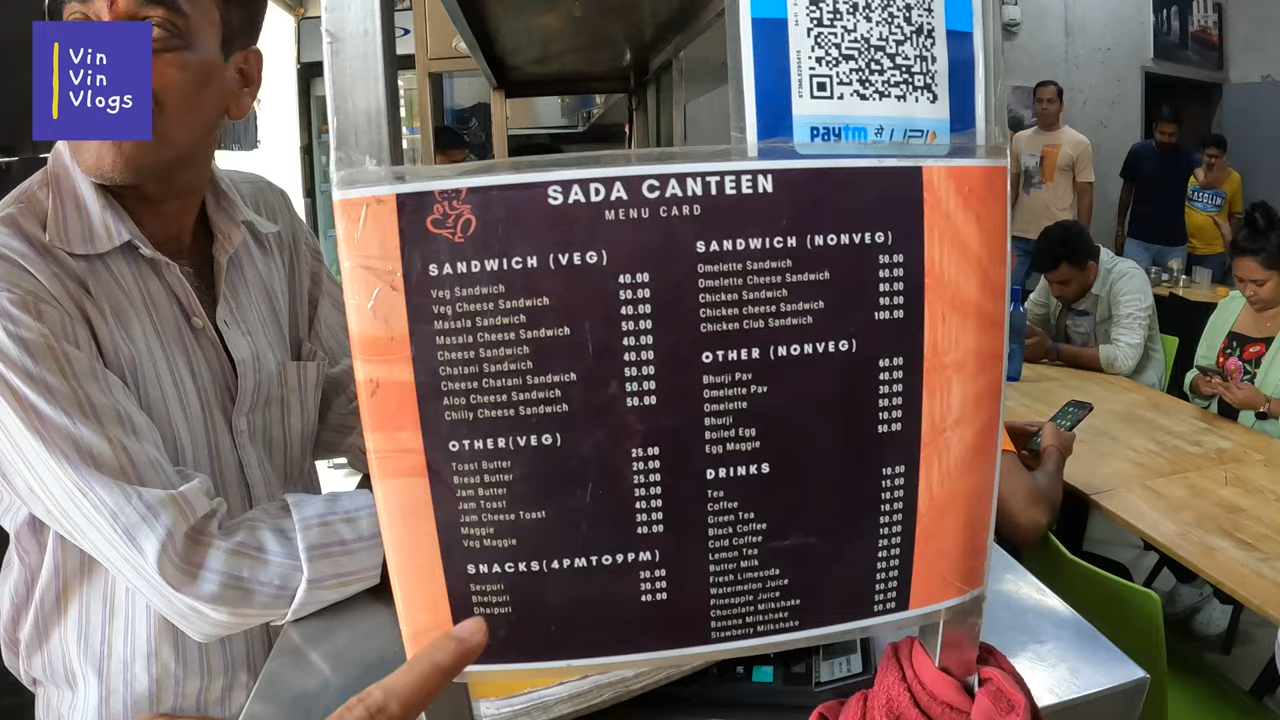 Vin
Vin
Vlogs
paytm से UPI
SADA CANTEEN
MENU CARD
SANDWICH (VEG)
Veg Sandwich 40.00
Veg Cheese Sandwich 50.00
Masala Sandwich 40.00
Masala Cheese Sandwich 50.00
Cheese Sandwich 40.00
Chatani Sandwich 40.00
Cheese Chatani Sandwich 50.00
Aloo Cheese Sandwich 50.00
Chilly Cheese Sandwich 50.00
OTHER(VEG)
Toast Butter 25.00
Bread Butter 20.00
Jam Butter 25.00
Jam Toast 30.00
Jam Cheese Toast 40.00
Maggie 30.00
Veg Maggie 40.00
SNACKS(4PMTO9PM)
Sevpuri 30.00
Bhelpuri 30.00
Dhaipuri 40.00
SANDWICH (NONVEG)
Omelette Sandwich 50.00
Omelette Cheese Sandwich 60.00
Chicken Sandwich 80.00
Chicken cheese Sandwich 90.00
Chicken Club Sandwich 100.00
OTHER (NONVEG)
Bhurji Pav 60.00
Omelette Pav 40.00
Omelette 30.00
Bhurji 50.00
Boiled Egg 10.00
Egg Maggie 50.00
DRINKS
Tea 10.00
Coffee 15.00
Green Tea 10.00
Black Coffee 10.00
Cold Coffee 50.00
Lemon Tea 10.00
Butter Milk 20.00
Fresh Limesoda 40.00
Watermelon Juice 50.00
Pineapple Juice 50.00
Chocolate Milkshake 50.00
Banana Milkshake 50.00
Stawberry Milkshake 50.00
GASOLINE